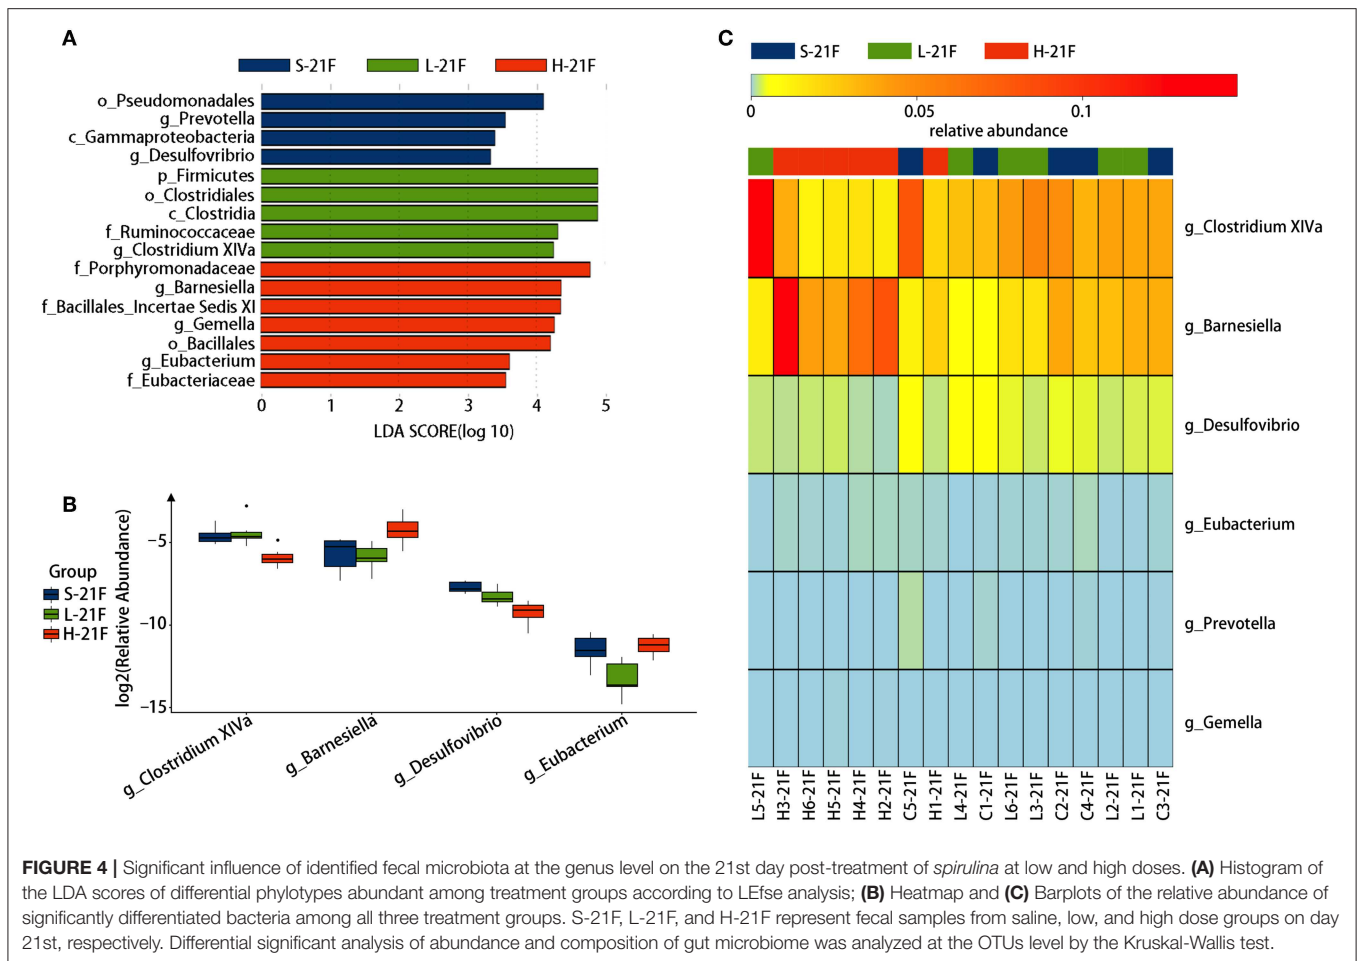 A
S-21F L-21F H-21F
o_Pseudomonadales
g_Prevotella
c_Gammaproteobacteria
g_Desulfovribrio
p_Firmicutes
o_Clostridiales
c_Clostridia
f_Ruminococcaceae
g_Clostridium XIVa
f_Porphyromonadaceae
g_Barnesiella
f_Bacillales_Incertae Sedis XI
g_Gemella
o_Bacillales
g_Eubacterium
f_Eubacteriaceae
0 1 2 3 4 5
LDA SCORE(log 10)
B
log2(Relative Abundance)
−5
−10
−15
Group
S-21F
L-21F
H-21F
g_Clostridium XIVa
g_Barnesiella
g_Desulfovibrio
g_Eubacterium
C
S-21F L-21F H-21F
0 0.05 0.1
relative abundance
g_Clostridium XIVa
g_Barnesiella
g_Desulfovibrio
g_Eubacterium
g_Prevotella
g_Gemella
L5-21F
H3-21F
H6-21F
H5-21F
H4-21F
H2-21F
C5-21F
H1-21F
L4-21F
C1-21F
L6-21F
L3-21F
C2-21F
C4-21F
L2-21F
L1-21F
C3-21F
FIGURE 4 | Significant influence of identified fecal microbiota at the genus level on the 21st day post-treatment of spirulina at low and high doses. (A) Histogram of
the LDA scores of differential phylotypes abundant among treatment groups according to LEfse analysis; (B) Heatmap and (C) Barplots of the relative abundance of
significantly differentiated bacteria among all three treatment groups. S-21F, L-21F, and H-21F represent fecal samples from saline, low, and high dose groups on day
21st, respectively. Differential significant analysis of abundance and composition of gut microbiome was analyzed at the OTUs level by the Kruskal-Wallis test.